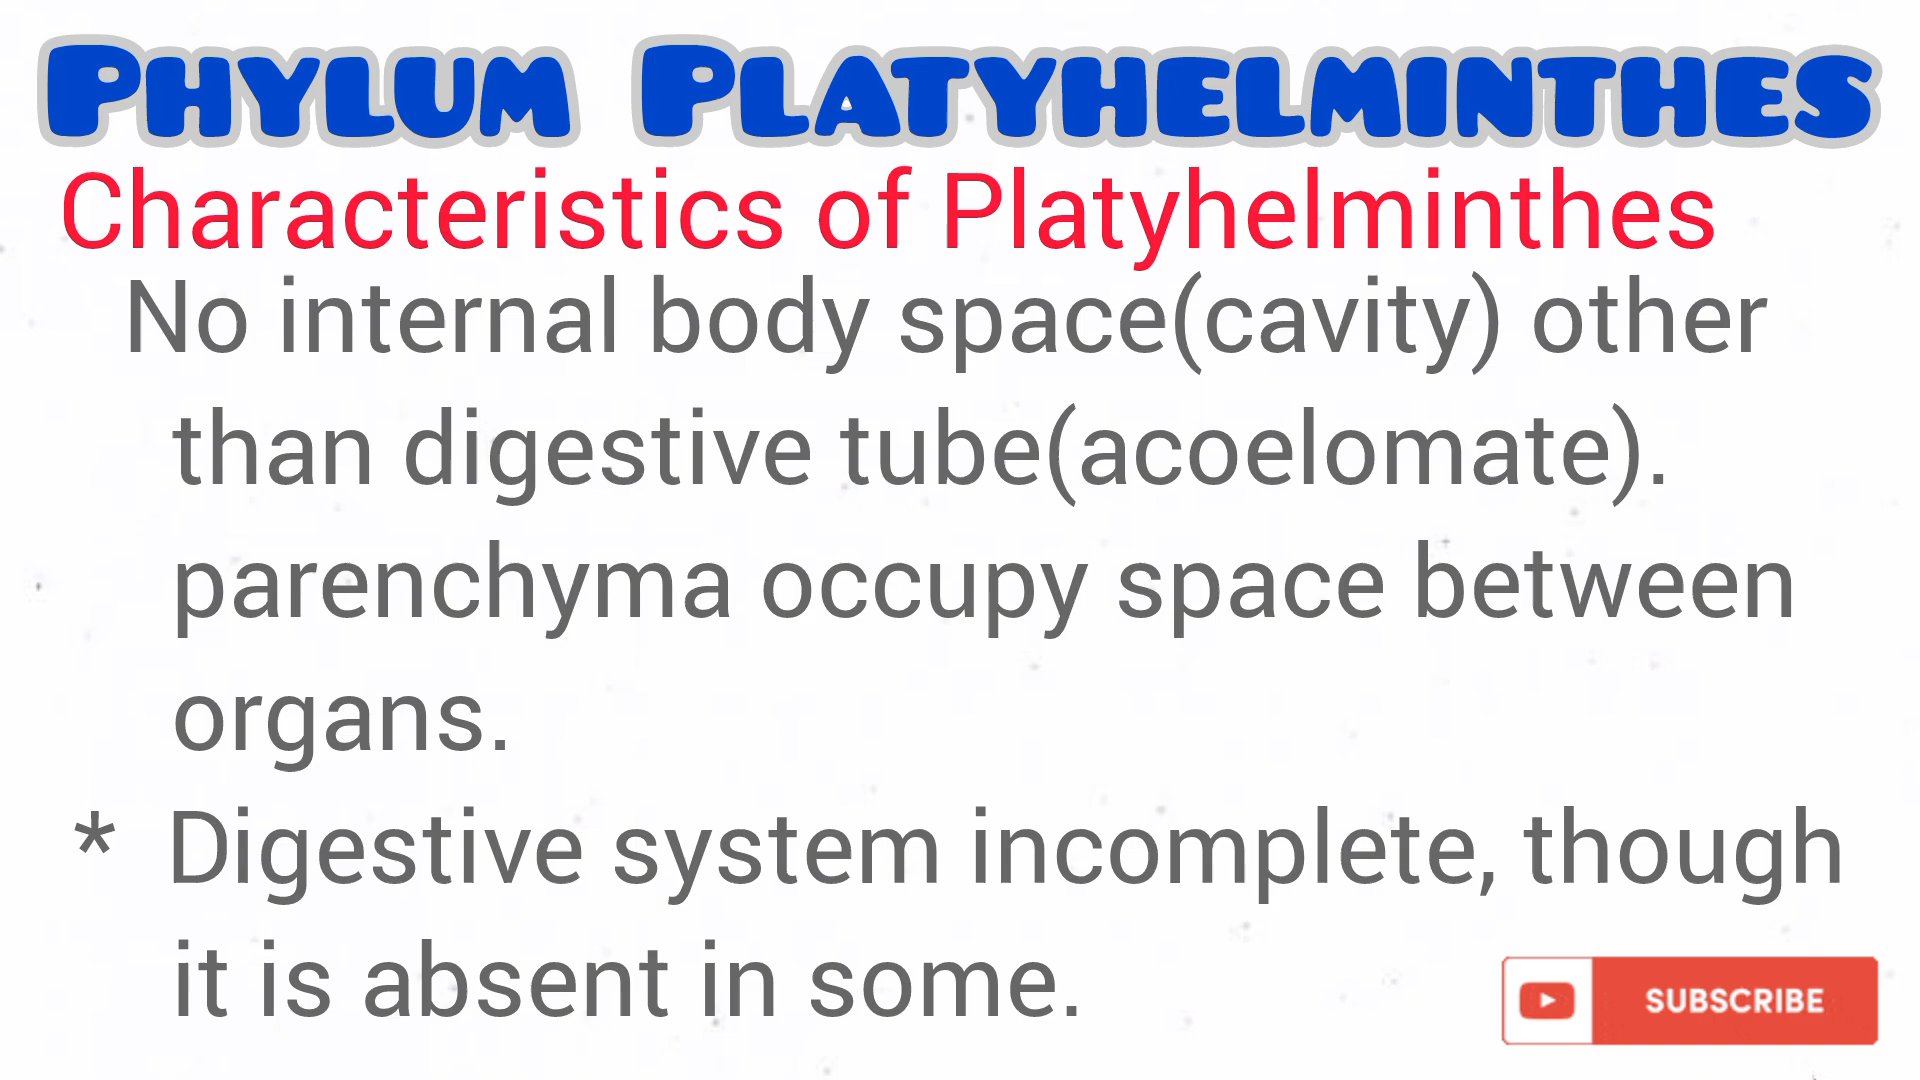 PHYLUM PLATYHELMINTHES
Characteristics of Platyhelminthes
No internal body space(cavity) other
than digestive tube(acoelomate).
parenchyma occupy space between
organs.
* Digestive system incomplete, though
it is absent in some.
SUBSCRIBE